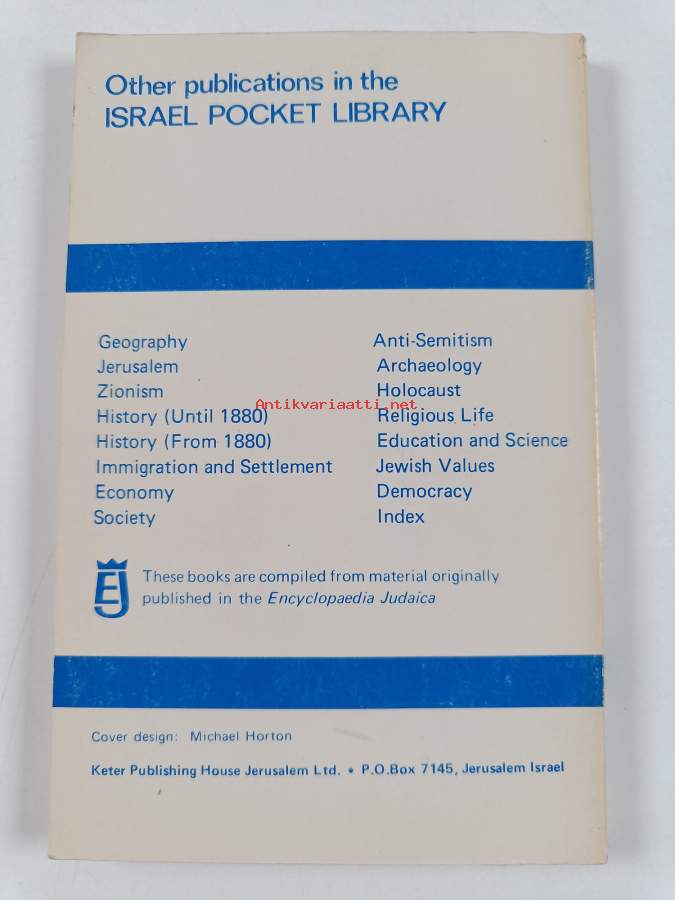 Other publications in the
ISRAEL POCKET LIBRARY
Geography
Jerusalem
Zionism
History (Until 1880)
History (From 1880)
Immigration and Settlement
Economy
Society
Anti-Semitism
Archaeology
Holocaust
Religious Life
Education and Science
Jewish Values
Democracy
Index
Antikvariaatti.net
EJ
These books are compiled from material originally
published in the Encyclopaedia Judaica
Cover design: Michael Horton
Keter Publishing House Jerusalem Ltd. • P.O.Box 7145, Jerusalem Israel